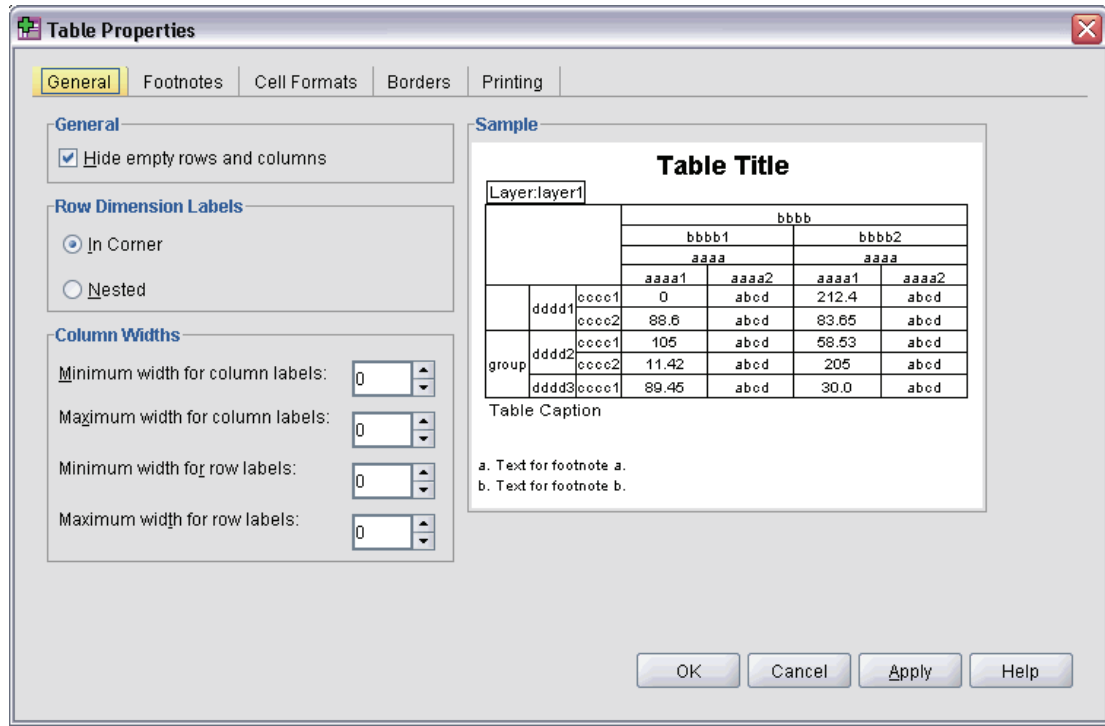 Table Properties
General Footnotes Cell Formats Borders Printing
General
Hide empty rows and columns
Row Dimension Labels
In Corner
Nested
Column Widths
Minimum width for column labels: 0
Maximum width for column labels: 0
Minimum width for row labels: 0
Maximum width for row labels: 0
Sample
Table Title
Layer:layer1
bbbb
bbbb1 bbbb2
aaaa aaaa
aaaa1 aaaa2 aaaa1 aaaa2
group
dddd1 cccc1 0 abcd 212.4 abcd
cccc2 88.6 abcd 83.65 abcd
dddd2 cccc1 105 abcd 58.53 abcd
cccc2 11.42 abcd 205 abcd
dddd3 cccc1 89.45 abcd 30.0 abcd
Table Caption
a. Text for footnote a.
b. Text for footnote b.
OK Cancel Apply Help